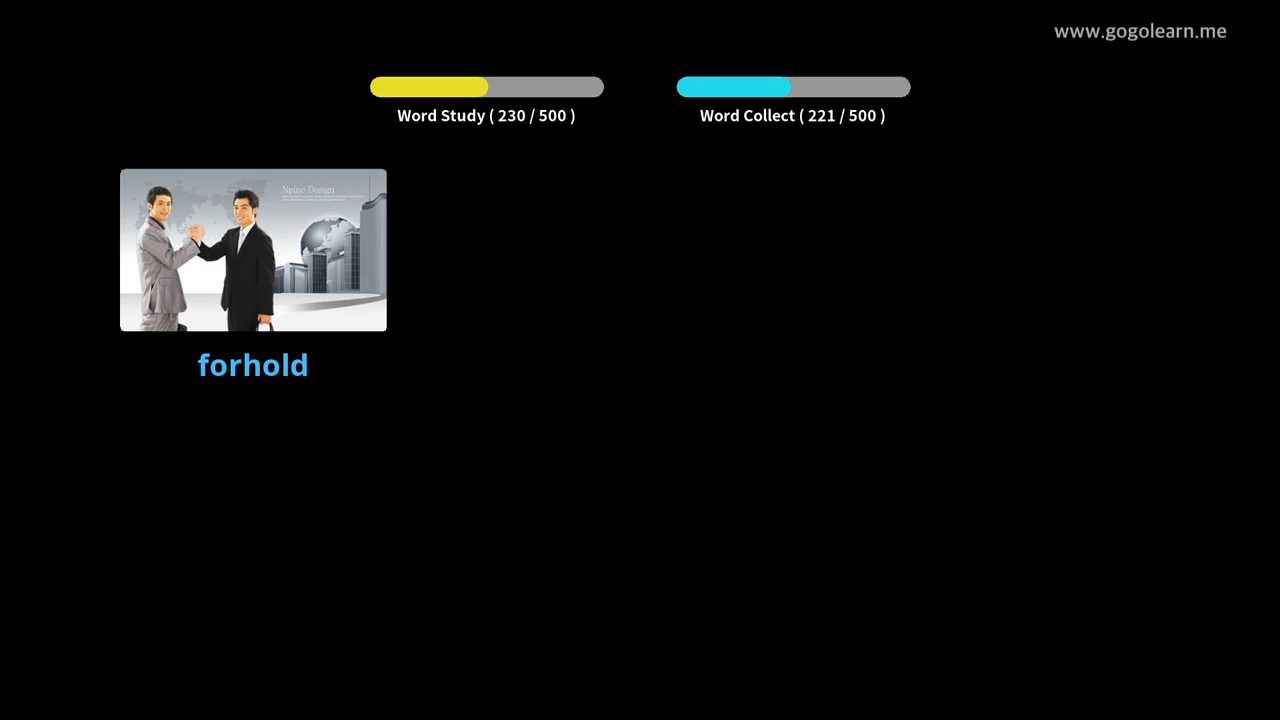 www.gogolearn.me
Word Study ( 230 / 500 )
Word Collect ( 221 / 500 )
Npine Design
forhold